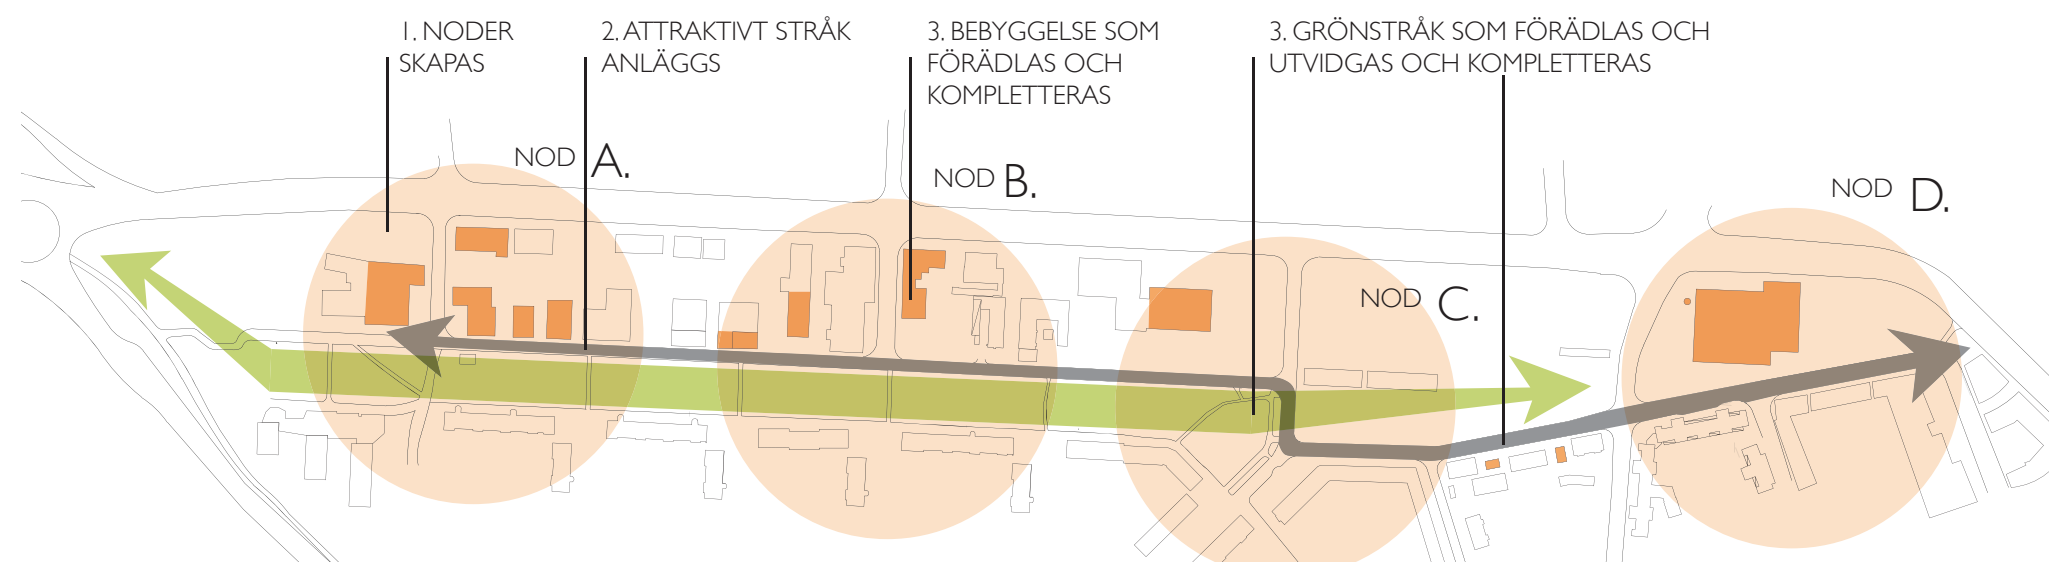 1. NODER
SKAPAS
2. ATTRAKTIVT STRÅK
ANLÄGGS
3. BEBYGGELSE SOM
FÖRÄDLAS OCH
KOMPLETTERAS
3. GRÖNSTRÅK SOM FÖRÄDLAS OCH
UTVIDGAS OCH KOMPLETTERAS
NOD A.
NOD B.
NOD C.
NOD D.